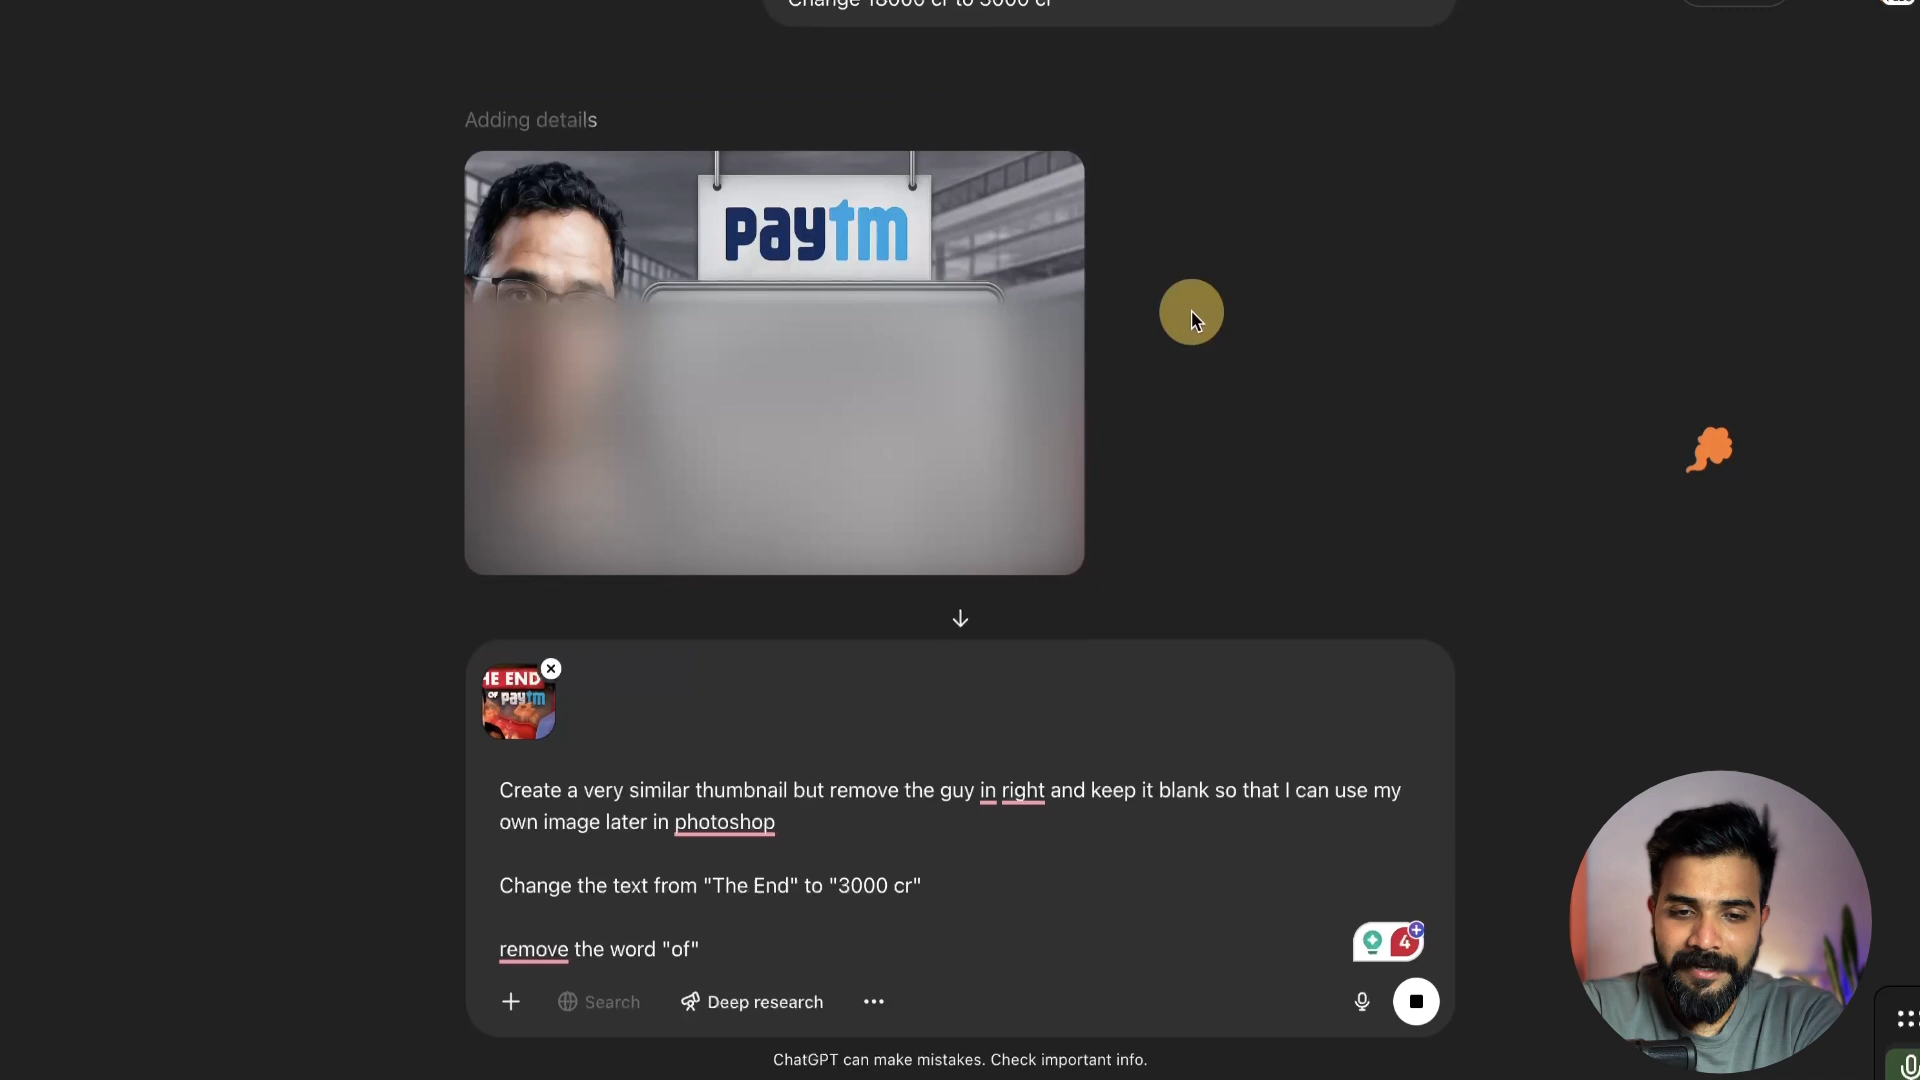 Change 18000 cr to 3000 cr
Adding details
paytm
HE END
OF paytm
Create a very similar thumbnail but remove the guy in right and keep it blank so that I can use my
own image later in photoshop
Change the text from "The End" to "3000 cr"
remove the word "of"
4
Search
Deep research
ChatGPT can make mistakes. Check important info.